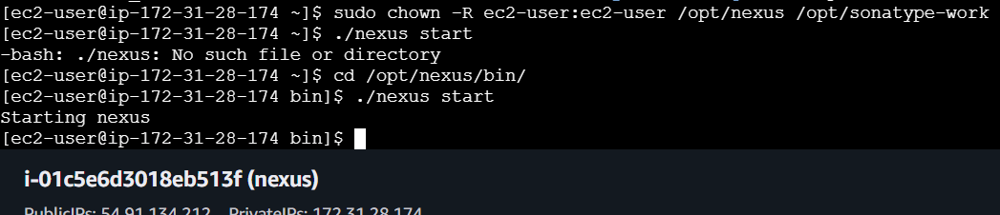 [ec2-user@ip-172-31-28-174 ~]$ sudo chown -R ec2-user:ec2-user /opt/nexus /opt/sonatype-work
[ec2-user@ip-172-31-28-174 ~]$ ./nexus start
-bash: ./nexus: No such file or directory
[ec2-user@ip-172-31-28-174 ~]$ cd /opt/nexus/bin/
[ec2-user@ip-172-31-28-174 bin]$ ./nexus start
Starting nexus
[ec2-user@ip-172-31-28-174 bin]$
i-01c5e6d3018eb513f (nexus)
PublicIPs: 54.91.134.212 PrivateIPs: 172.31.28.174